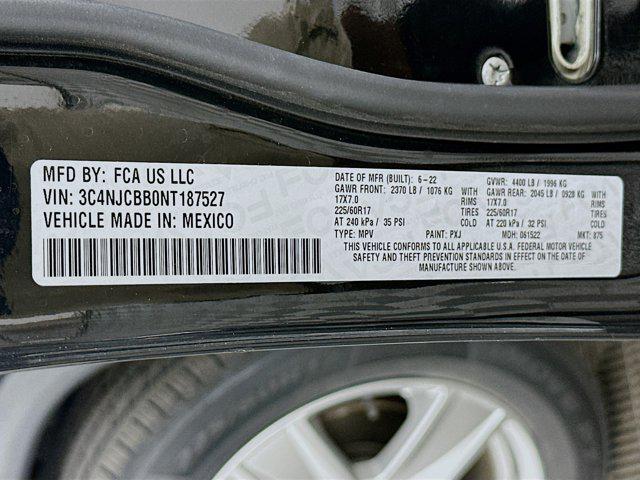 MFD BY: FCA US LLC
VIN: 3C4NJCBB0NT187527
VEHICLE MADE IN: MEXICO
DATE OF MFR (BUILT): 6-22
GAWR FRONT: 2370 LB / 1076 KG WITH
17X7.0 RIMS
225/60R17 TIRES
AT 240 kPa / 35 PSI COLD
TYPE: MPV PAINT: PXJ
GVWR: 4400 LB / 1996 KG
GAWR REAR: 2045 LB / 0928 KG WITH
17X7.0 RIMS
225/60R17 TIRES
AT 220 kPa / 32 PSI COLD
MDH: 061522 MKT: 875
THIS VEHICLE CONFORMS TO ALL APPLICABLE U.S.A. FEDERAL MOTOR VEHICLE
SAFETY AND THEFT PREVENTION STANDARDS IN EFFECT ON THE DATE OF MANUFACTURE
SHOWN ABOVE.